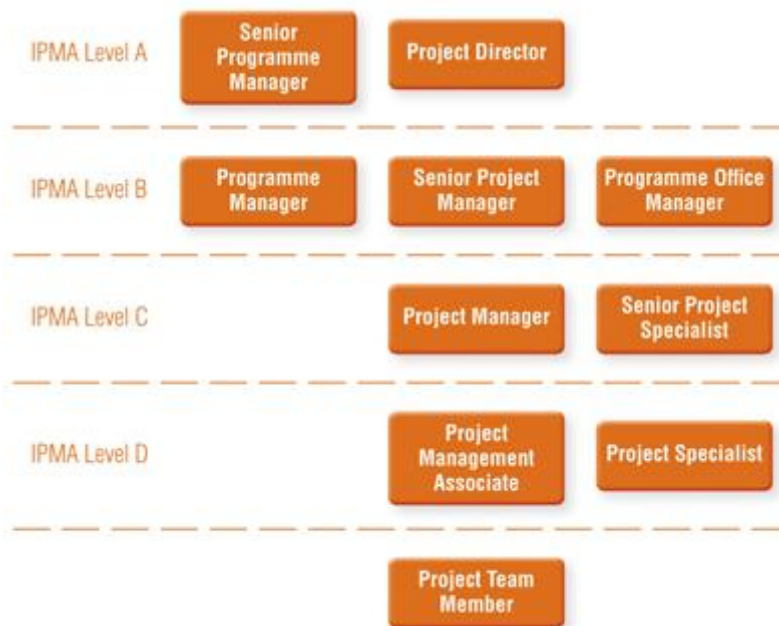 IPMA Level A
Senior
Programme
Manager
Project Director
IPMA Level B
Programme
Manager
Senior Project
Manager
Programme Office
Manager
IPMA Level C
Project Manager
Senior Project
Specialist
IPMA Level D
Project
Management
Associate
Project Specialist
Project Team
Member